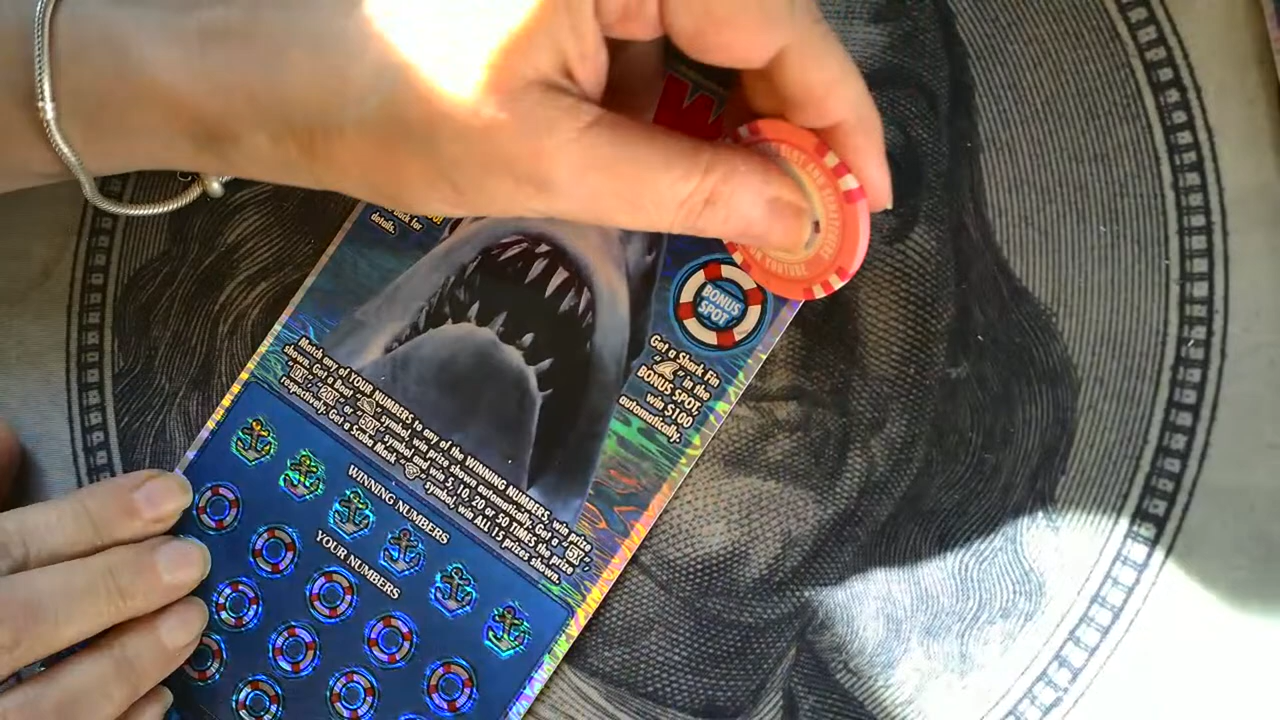 back for
details.
BONUS
SPOT
Get a Shark Fin
" " in the
BONUS SPOT,
win $100
automatically.
Match any of YOUR NUMBERS to any of the WINNING NUMBERS, win prize
shown. Get a Boat " " symbol, win prize shown automatically. Get a "5X",
"10X", "20X" or "50X" symbol and win 5, 10, 20 or 50 TIMES the prize
respectively. Get a Scuba Mask " " symbol, win ALL 15 prizes shown.
WINNING NUMBERS
YOUR NUMBERS